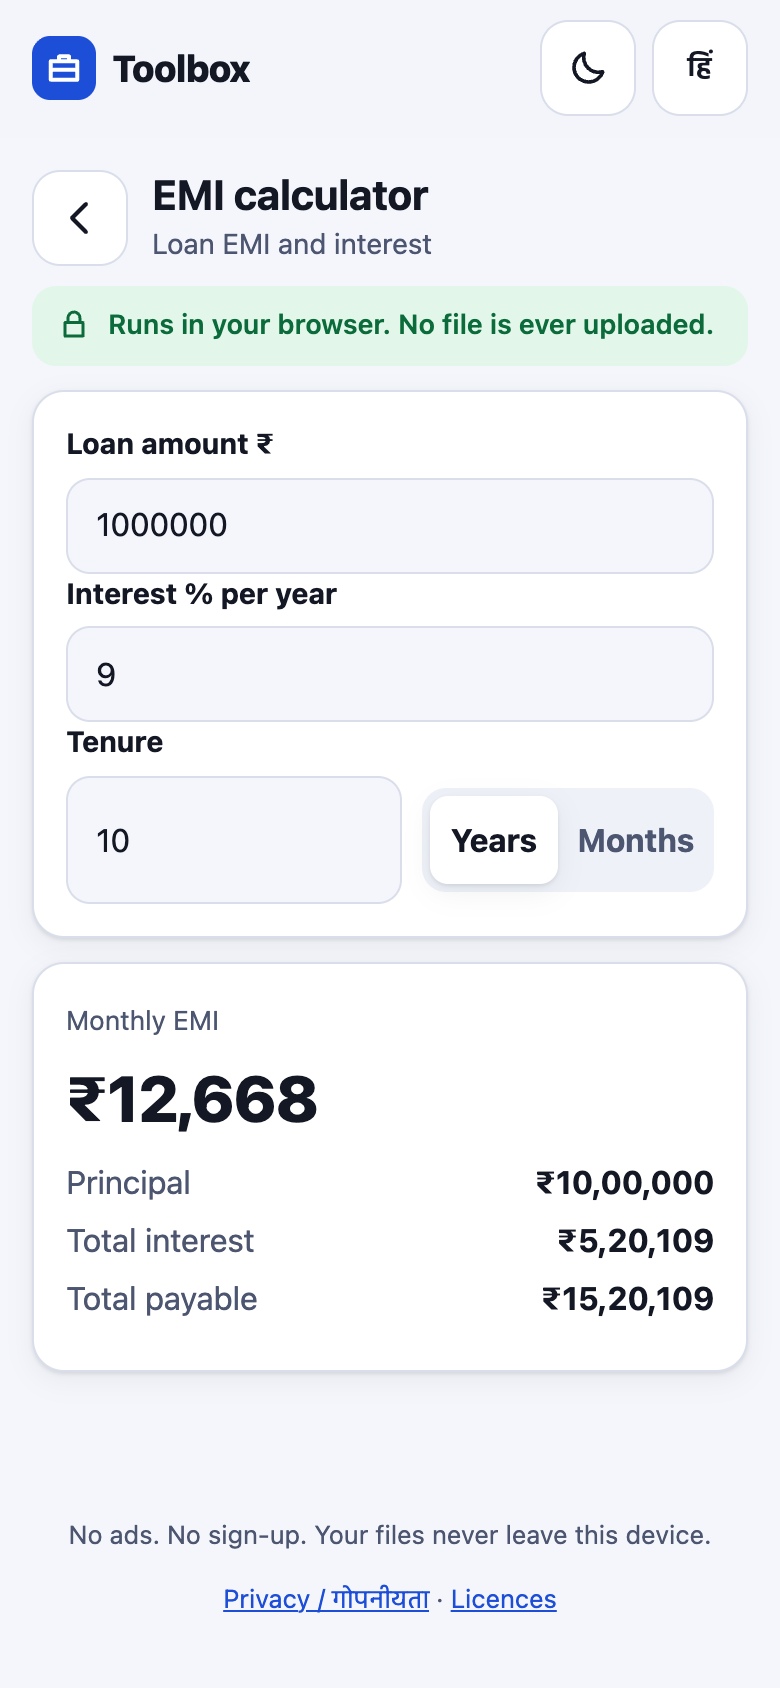 Toolbox
हिं
EMI calculator
Loan EMI and interest
Runs in your browser. No file is ever uploaded.
Loan amount ₹
1000000
Interest % per year
9
Tenure
10
Years Months
Monthly EMI
₹12,668
Principal ₹10,00,000
Total interest ₹5,20,109
Total payable ₹15,20,109
No ads. No sign-up. Your files never leave this device.
Privacy / गोपनीयता · Licences